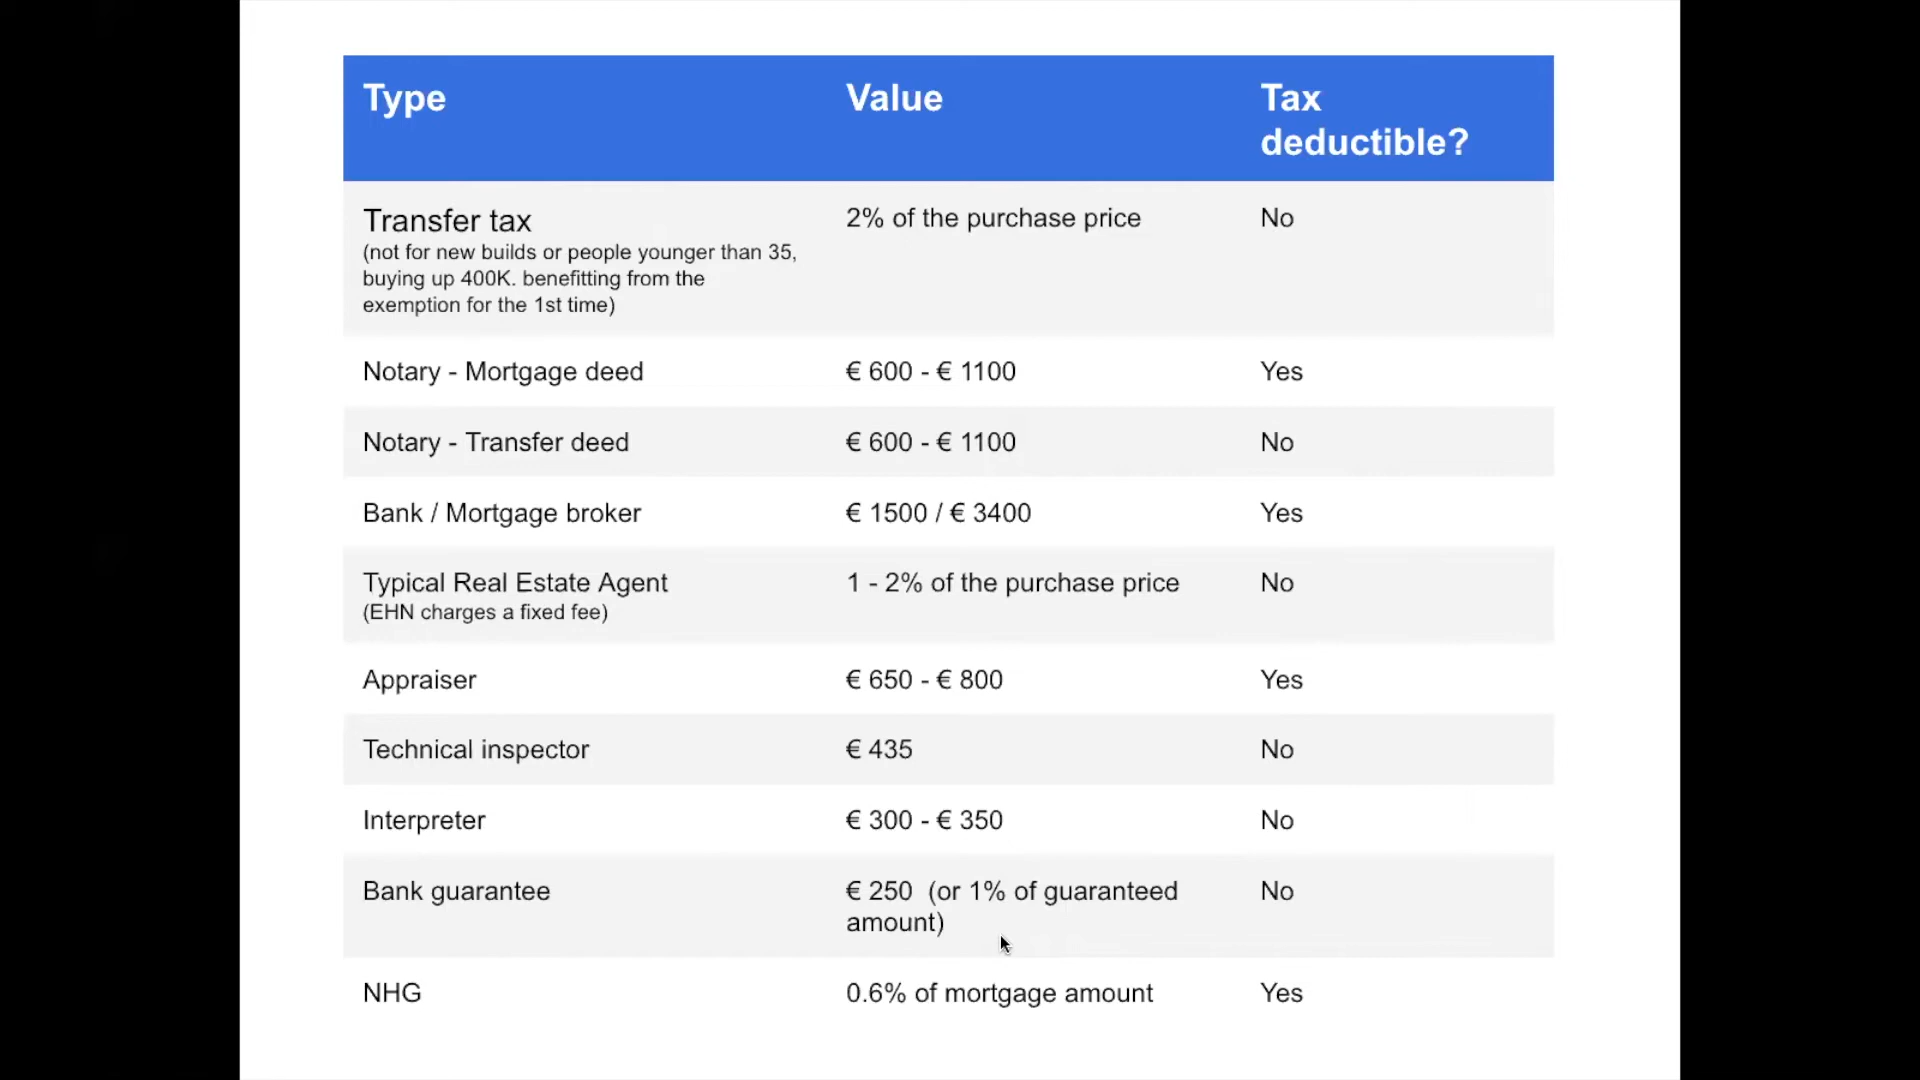 Type Value Tax
deductible?
Transfer tax 2% of the purchase price No
(not for new builds or people younger than 35,
buying up 400K. benefitting from the
exemption for the 1st time)
Notary - Mortgage deed € 600 - € 1100 Yes
Notary - Transfer deed € 600 - € 1100 No
Bank / Mortgage broker € 1500 / € 3400 Yes
Typical Real Estate Agent 1 - 2% of the purchase price No
(EHN charges a fixed fee)
Appraiser € 650 - € 800 Yes
Technical inspector € 435 No
Interpreter € 300 - € 350 No
Bank guarantee € 250 (or 1% of guaranteed No
amount)
NHG 0.6% of mortgage amount Yes